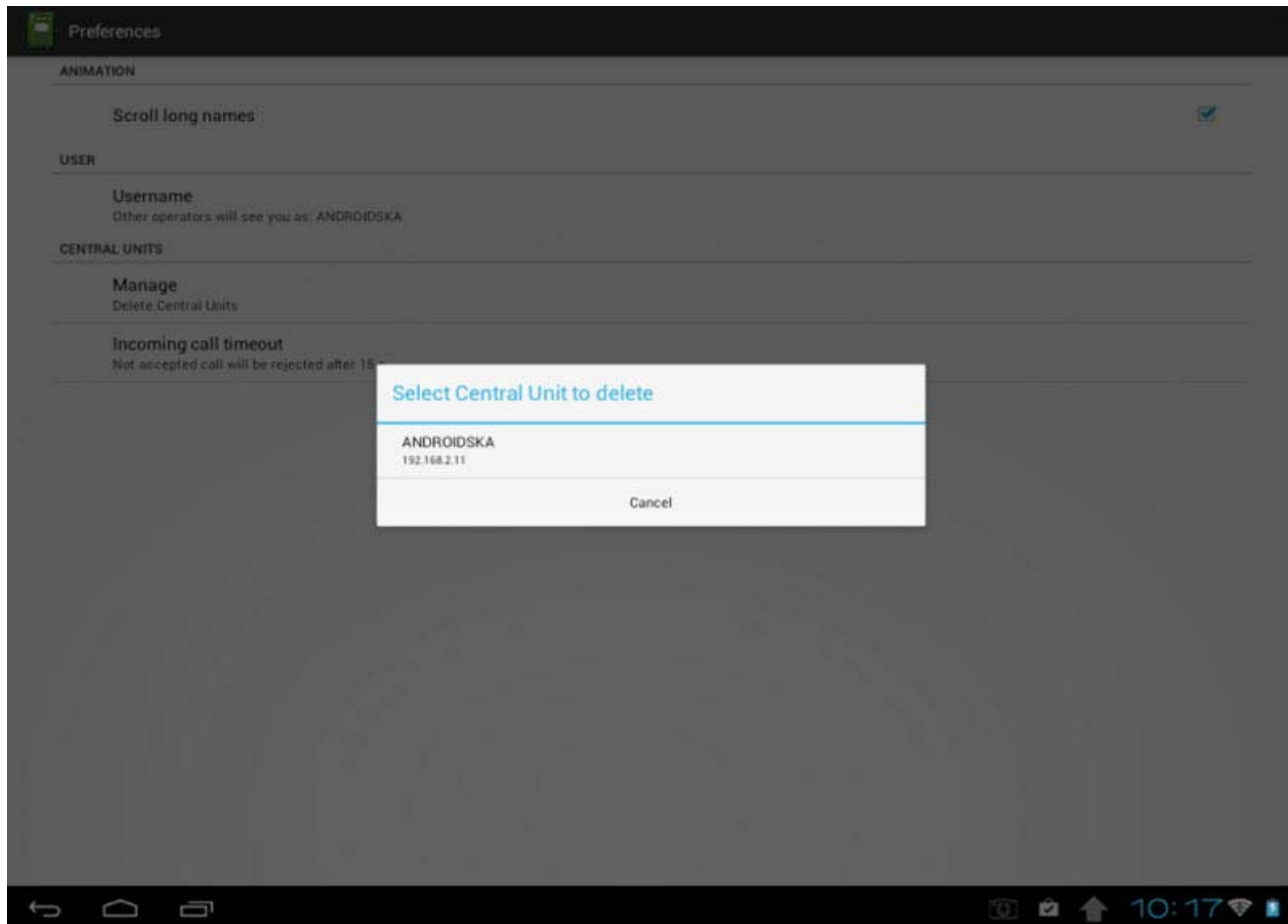 Preferences
ANIMATION
Scroll long names
USER
Username
Other operators will see you as: ANDROIDSKA
CENTRAL UNITS
Manage
Delete Central Units
Incoming call timeout
Not accepted call will be rejected after 15
Select Central Unit to delete
ANDROIDSKA
192.168.2.11
Cancel
10:17